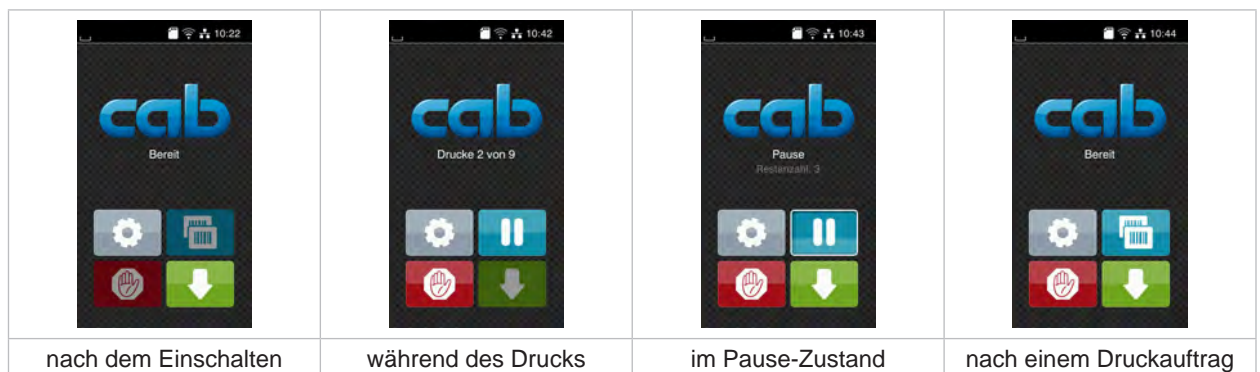 10:22
cab
Bereit
nach dem Einschalten
10:42
cab
Drucke 2 von 9
während des Drucks
10:43
cab
Pause
Restanzahl: 3
im Pause-Zustand
10:44
cab
Bereit
nach einem Druckauftrag